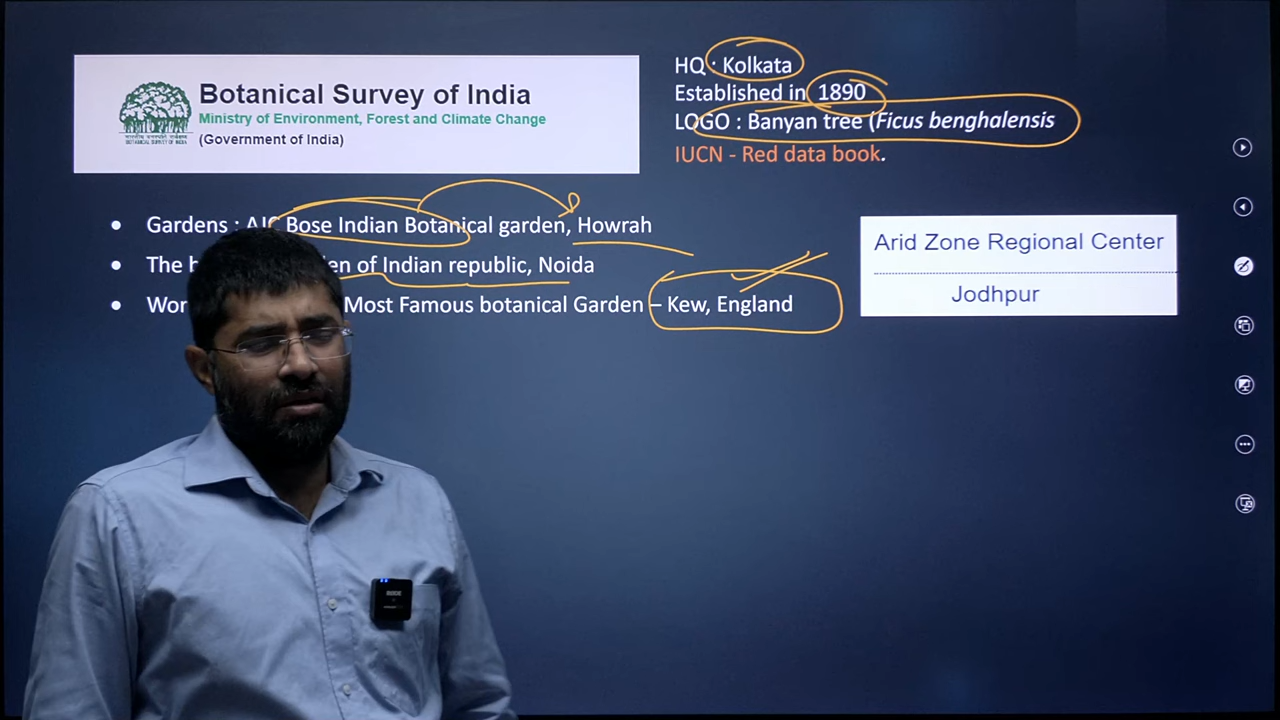 Botanical Survey of India
Ministry of Environment, Forest and Climate Change
(Government of India)
HQ : Kolkata
Established in 1890
LOGO : Banyan tree (Ficus benghalensis
IUCN - Red data book.
• Gardens : AJC Bose Indian Botanical garden, Howrah
• The of Indian republic, Noida
• Most Famous botanical Garden – Kew, England
Arid Zone Regional Center
Jodhpur
RODE